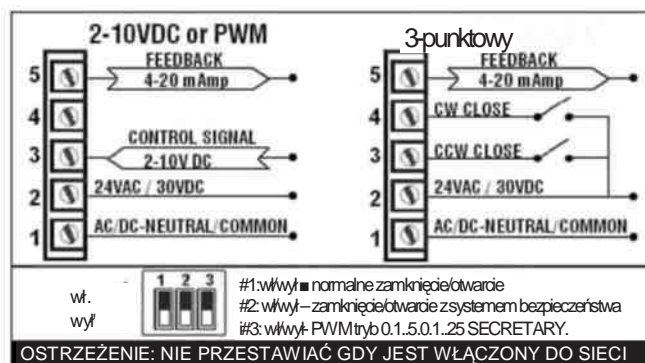 2-10VDC or PWM
5 FEEDBACK
4-20 mAmp
4
3 CONTROL SIGNAL
2-10V DC
2 24VAC / 30VDC
1 AC/DC-NEUTRAL/COMMON
3-punktowy
5 FEEDBACK
4-20 mAmp
4 CW CLOSE
3 CCW CLOSE
2 24VAC / 30VDC
1 AC/DC-NEUTRAL/COMMON
wł.
wył
1 2 3
#1:wł/wył ■ normalne zamknięcie/otwarcie
#2: wł/wył – zamknięcie/otwarcie z systemem bezpieczeństwa
#3: wł/wył- PWM tryb 0.1..5.0.1..25 SECRETARY.
OSTRZEŻENIE: NIE PRZESTAWIAĆ GDY JEST WŁĄCZONY DO SIECI